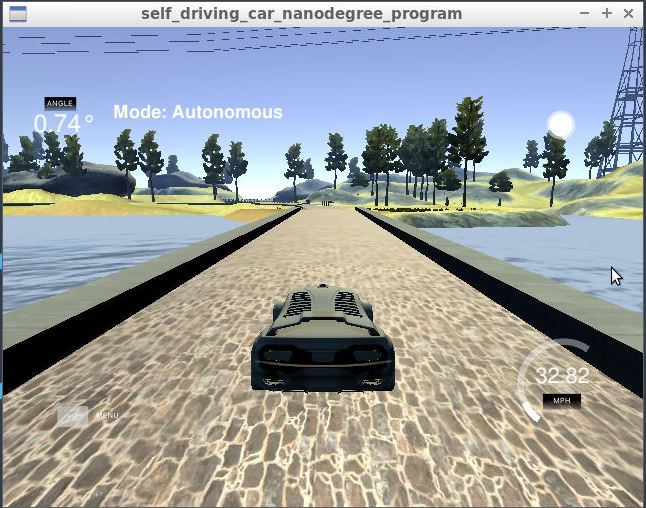 self_driving_car_nanodegree_program
ANGLE
0.74°
Mode: Autonomous
32.82
MPH
MENU